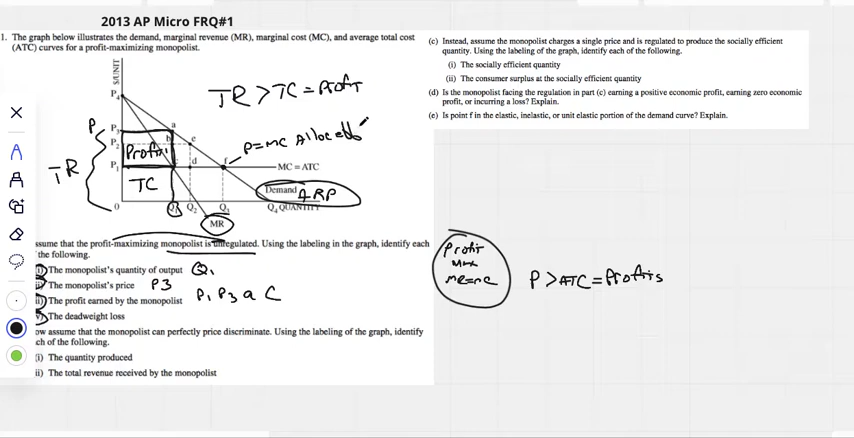 2013 AP Micro FRQ#1
1. The graph below illustrates the demand, marginal revenue (MR), marginal cost (MC), and average total cost
(ATC) curves for a profit-maximizing monopolist.
$/UNIT
TR > TC = Profit
P4
P
P3
a
b
P2
e
P=MC Alloc eff
Profit
f
TR
P1
c
d
MC = ATC
TC
Demand
ARP
0
Q1
Q2
Q3
Q4 QUANTITY
MR
ssume that the profit-maximizing monopolist is unregulated. Using the labeling in the graph, identify each
the following.
(i) The monopolist's quantity of output Q1
The monopolist's price P3
The profit earned by the monopolist P1 P3 a C
The deadweight loss
ow assume that the monopolist can perfectly price discriminate. Using the labeling of the graph, identify
ch of the following.
(i) The quantity produced
ii) The total revenue received by the monopolist
(c) Instead, assume the monopolist charges a single price and is regulated to produce the socially efficient
quantity. Using the labeling of the graph, identify each of the following.
(i) The socially efficient quantity
(ii) The consumer surplus at the socially efficient quantity
(d) Is the monopolist facing the regulation in part (c) earning a positive economic profit, earning zero economic
profit, or incurring a loss? Explain.
(e) Is point f in the elastic, inelastic, or unit elastic portion of the demand curve? Explain.
Profit
Max
MR=MC
P > ATC = Profits